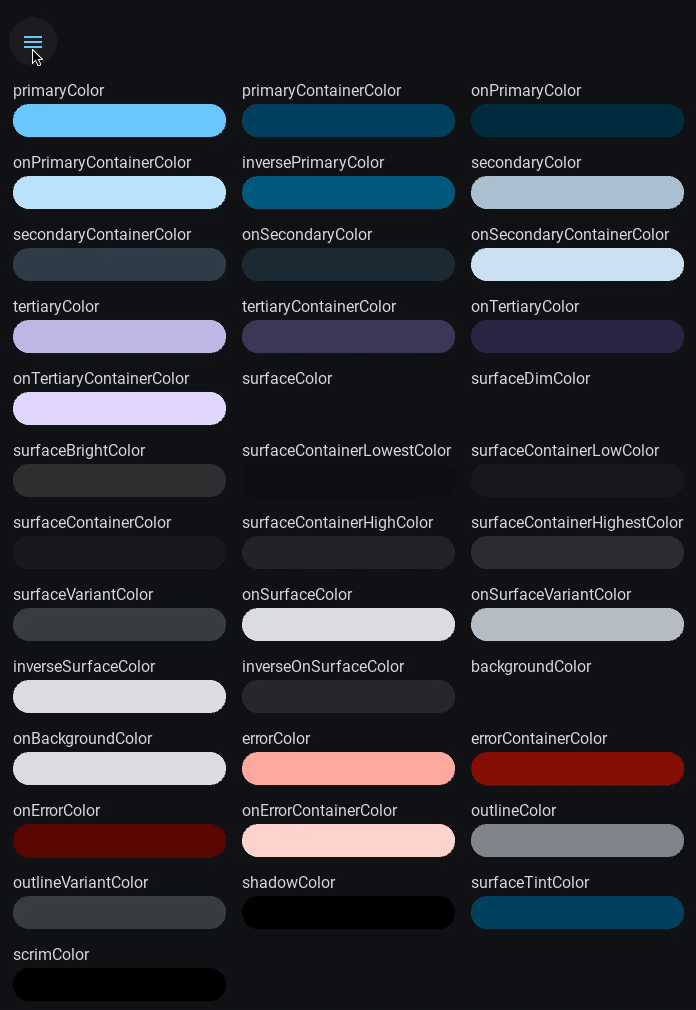 primaryColor primaryContainerColor onPrimaryColor
onPrimaryContainerColor inversePrimaryColor secondaryColor
secondaryContainerColor onSecondaryColor onSecondaryContainerColor
tertiaryColor tertiaryContainerColor onTertiaryColor
onTertiaryContainerColor surfaceColor surfaceDimColor
surfaceBrightColor surfaceContainerLowestColor surfaceContainerLowColor
surfaceContainerColor surfaceContainerHighColor surfaceContainerHighestColor
surfaceVariantColor onSurfaceColor onSurfaceVariantColor
inverseSurfaceColor inverseOnSurfaceColor backgroundColor
onBackgroundColor errorColor errorContainerColor
onErrorColor onErrorContainerColor outlineColor
outlineVariantColor shadowColor surfaceTintColor
scrimColor